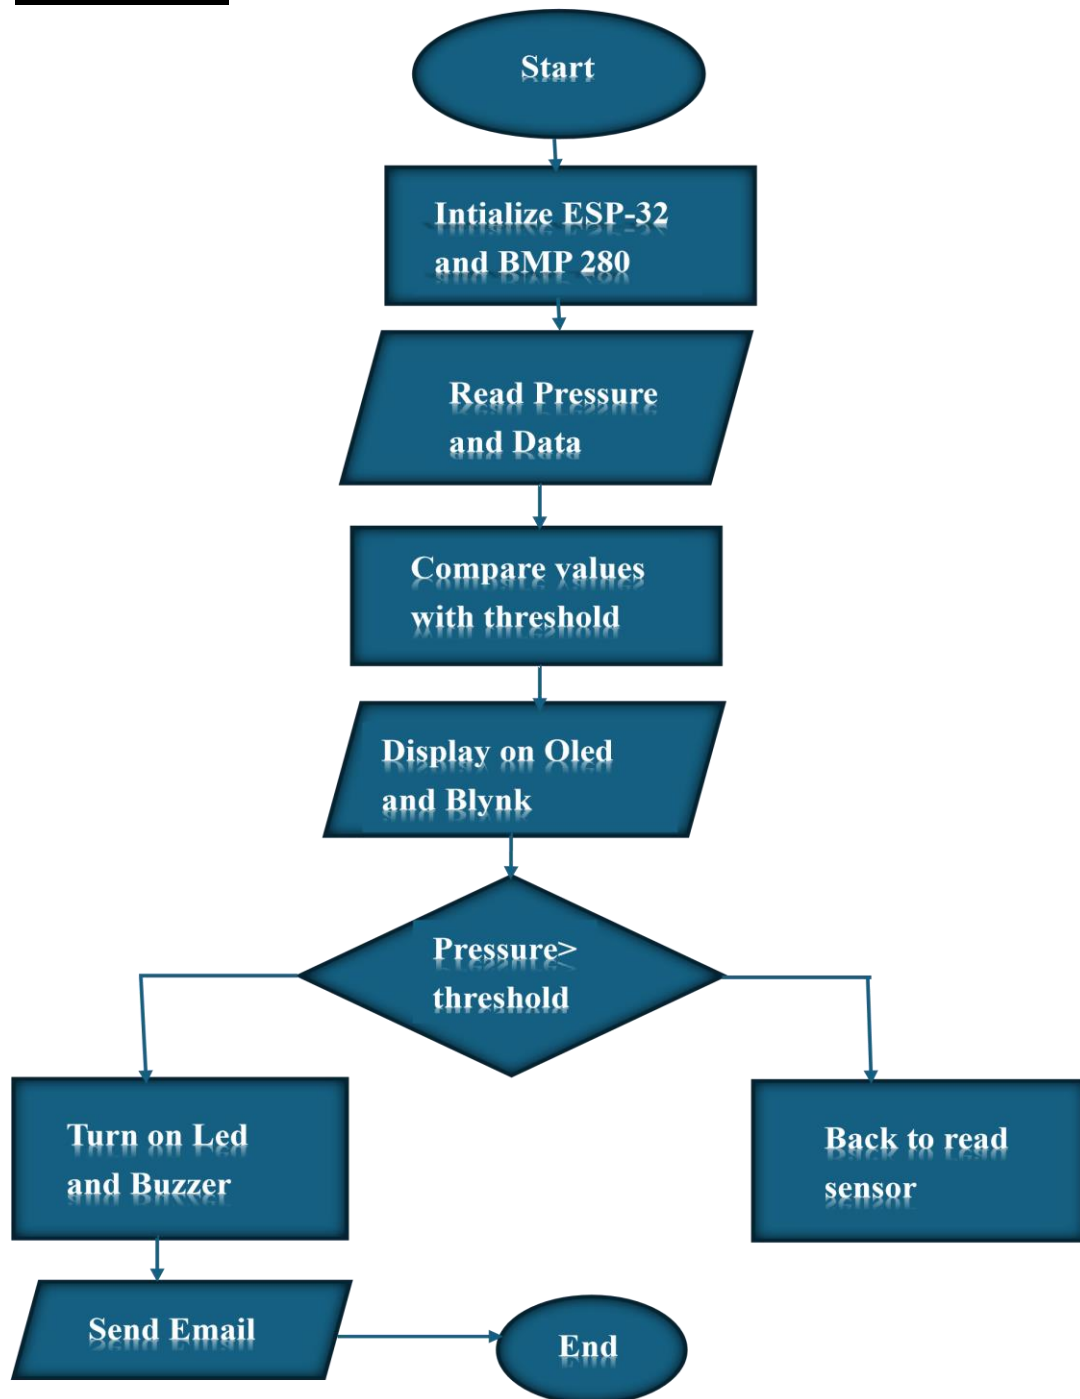 Start
Intialize ESP-32
and BMP 280
Read Pressure
and Data
Compare values
with threshold
Display on Oled
and Blynk
Pressure>
threshold
Turn on Led
and Buzzer
Back to read
sensor
Send Email
End